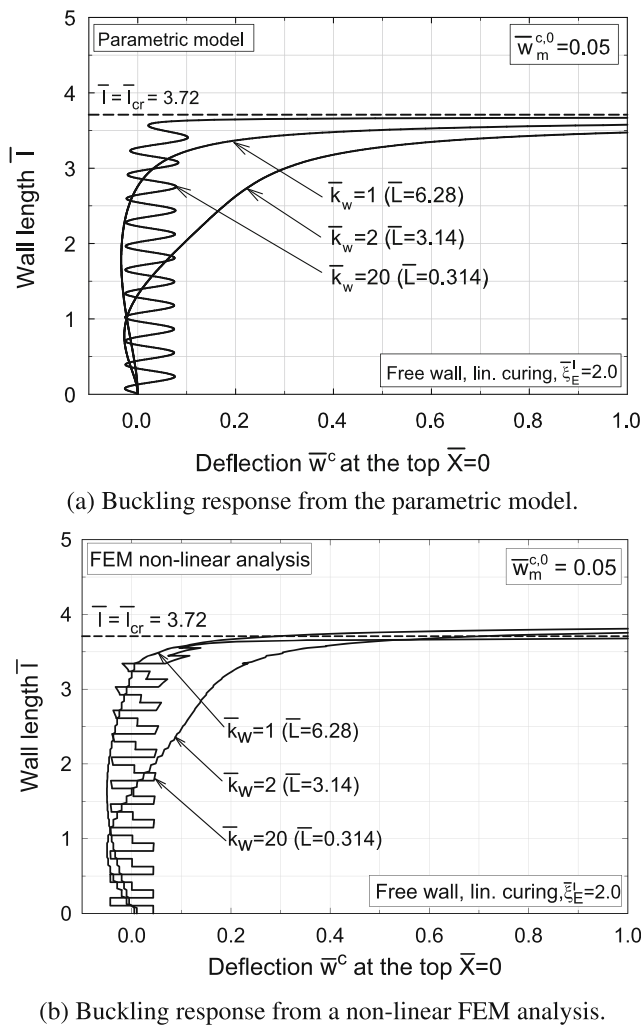 5
Parametric model
w̅ₘᶜ,⁰ = 0.05
4
l̅ = l̅cr = 3.72
3
k̅w=1 (L̅=6.28)
k̅w=2 (L̅=3.14)
k̅w=20 (L̅=0.314)
Wall length l̅
2
1
Free wall, lin. curing, ξ̅ᴇˡ=2.0
0
0.0 0.2 0.4 0.6 0.8 1.0
Deflection w̅ᶜ at the top X̅=0
(a) Buckling response from the parametric model.
5
FEM non-linear analysis
w̅ₘᶜ,⁰ = 0.05
4
l̅ = l̅cr = 3.72
3
k̅w=1 (L̅=6.28)
k̅w=2 (L̅=3.14)
k̅w=20 (L̅=0.314)
Wall length l̅
2
1
Free wall, lin. curing, ξ̅ᴇˡ=2.0
0
0.0 0.2 0.4 0.6 0.8 1.0
Deflection w̅ᶜ at the top X̅=0
(b) Buckling response from a non-linear FEM analysis.